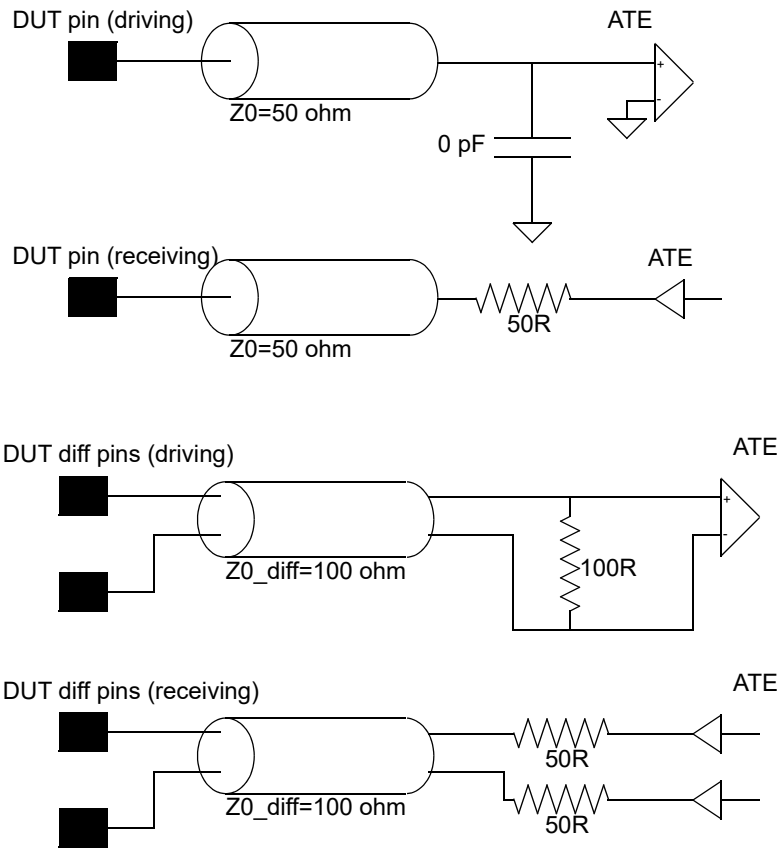 DUT pin (driving)
ATE
+
-
Z0=50 ohm
0 pF
DUT pin (receiving)
ATE
50R
Z0=50 ohm
DUT diff pins (driving)
ATE
+
-
100R
Z0_diff=100 ohm
DUT diff pins (receiving)
ATE
50R
Z0_diff=100 ohm
50R